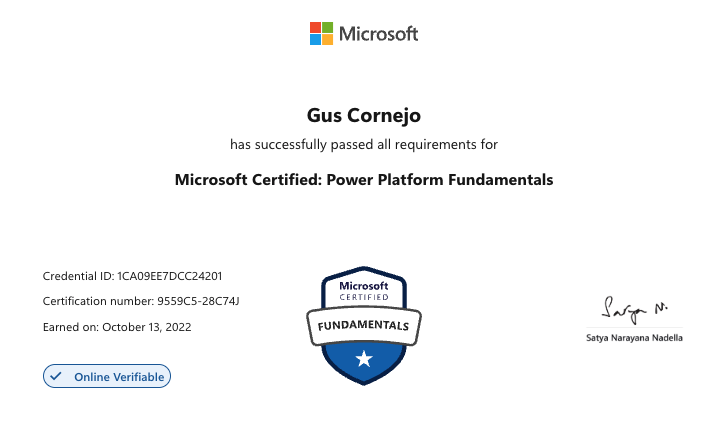 Microsoft
Gus Cornejo
has successfully passed all requirements for
Microsoft Certified: Power Platform Fundamentals
Credential ID: 1CA09EE7DCC24201
Certification number: 9559C5-28C74J
Earned on: October 13, 2022
Online Verifiable
Microsoft
CERTIFIED
FUNDAMENTALS
Satya N.
Satya Narayana Nadella